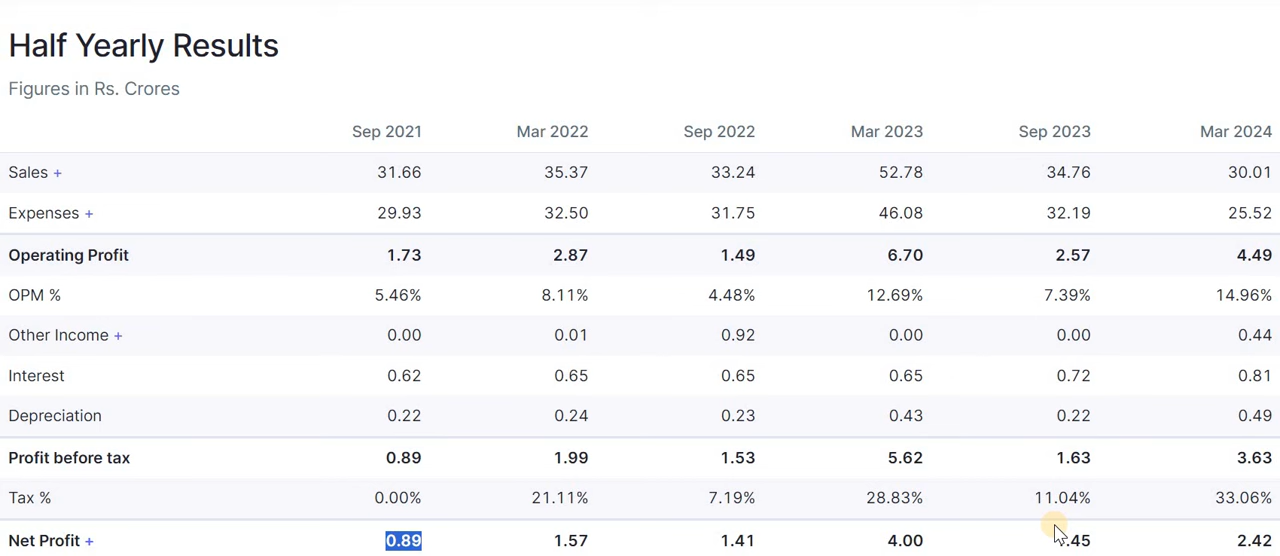 Half Yearly Results
Figures in Rs. Crores
Sep 2021 Mar 2022 Sep 2022 Mar 2023 Sep 2023 Mar 2024
Sales + 31.66 35.37 33.24 52.78 34.76 30.01
Expenses + 29.93 32.50 31.75 46.08 32.19 25.52
Operating Profit 1.73 2.87 1.49 6.70 2.57 4.49
OPM % 5.46% 8.11% 4.48% 12.69% 7.39% 14.96%
Other Income + 0.00 0.01 0.92 0.00 0.00 0.44
Interest 0.62 0.65 0.65 0.65 0.72 0.81
Depreciation 0.22 0.24 0.23 0.43 0.22 0.49
Profit before tax 0.89 1.99 1.53 5.62 1.63 3.63
Tax % 0.00% 21.11% 7.19% 28.83% 11.04% 33.06%
Net Profit + 0.89 1.57 1.41 4.00 .45 2.42